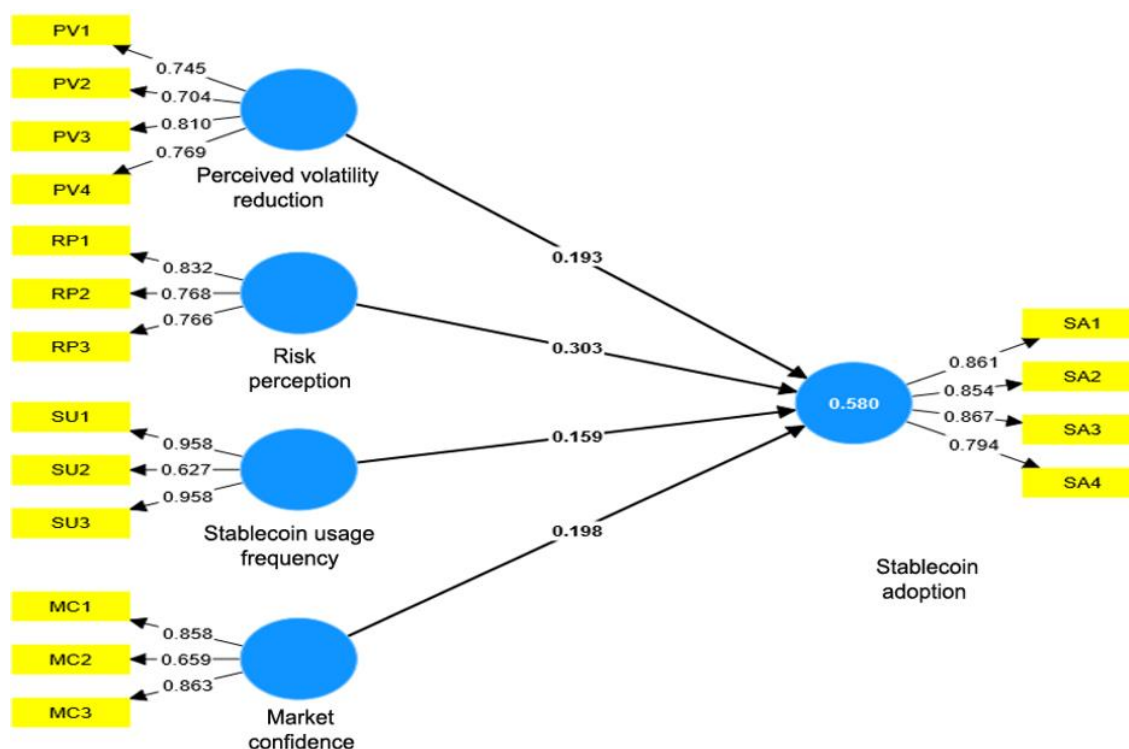 PV1
0.745
PV2
0.704
PV3
0.810
0.769
PV4
Perceived volatility
reduction
RP1
0.832
RP2
0.768
0.766
RP3
Risk
perception
SU1
0.958
SU2
0.627
0.958
SU3
Stablecoin usage
frequency
MC1
0.858
MC2
0.659
0.863
MC3
Market
confidence
0.193
0.303
0.159
0.198
0.580
SA1
0.861
SA2
0.854
0.867
SA3
0.794
SA4
Stablecoin
adoption